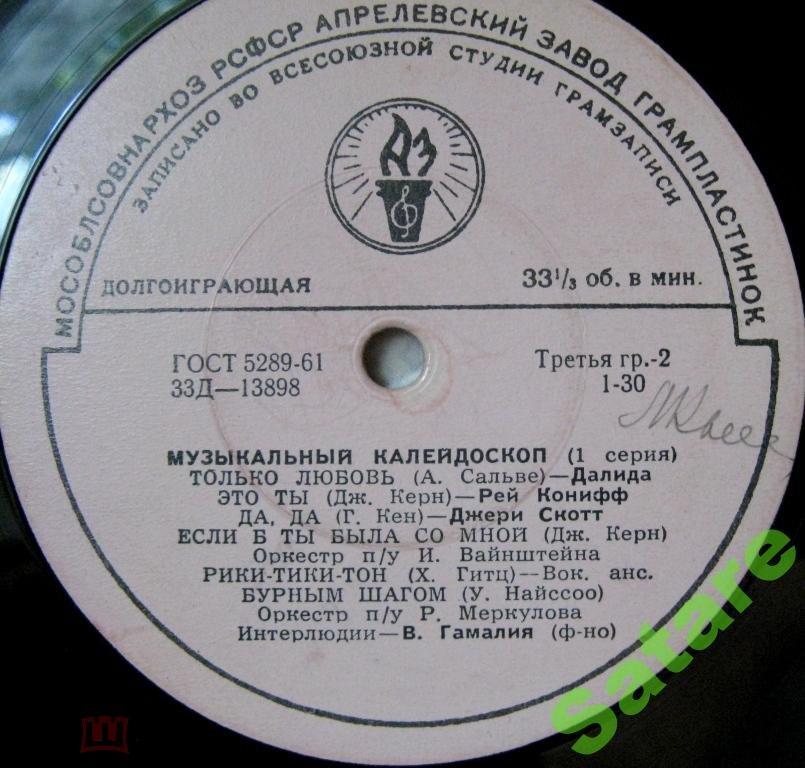 МОСОБЛСОВНАРХОЗ РСФСР АПРЕЛЕВСКИЙ ЗАВОД ГРАМПЛАСТИНОК
ЗАПИСАНО ВО ВСЕСОЮЗНОЙ СТУДИИ ГРАМЗАПИСИ
АЗ
ДОЛГОИГРАЮЩАЯ 33⅓ об. в мин.
ГОСТ 5289-61 Третья гр.-2
33Д—13898 1-30
МУЗЫКАЛЬНЫЙ КАЛЕЙДОСКОП (1 серия)
ТОЛЬКО ЛЮБОВЬ (А. Сальве)—Далида
ЭТО ТЫ (Дж. Керн)—Рей Конифф
ДА, ДА (Г. Кен)—Джери Скотт
ЕСЛИ Б ТЫ БЫЛА СО МНОЙ (Дж. Керн)
Оркестр п/у И. Вайнштейна
РИКИ-ТИКИ-ТОН (Х. Гитц)—Вок. анс.
БУРНЫМ ШАГОМ (У. Найссоо)
Оркестр п/у Р. Меркулова
Интерлюдии—В. Гамалия (ф-но)
Satare